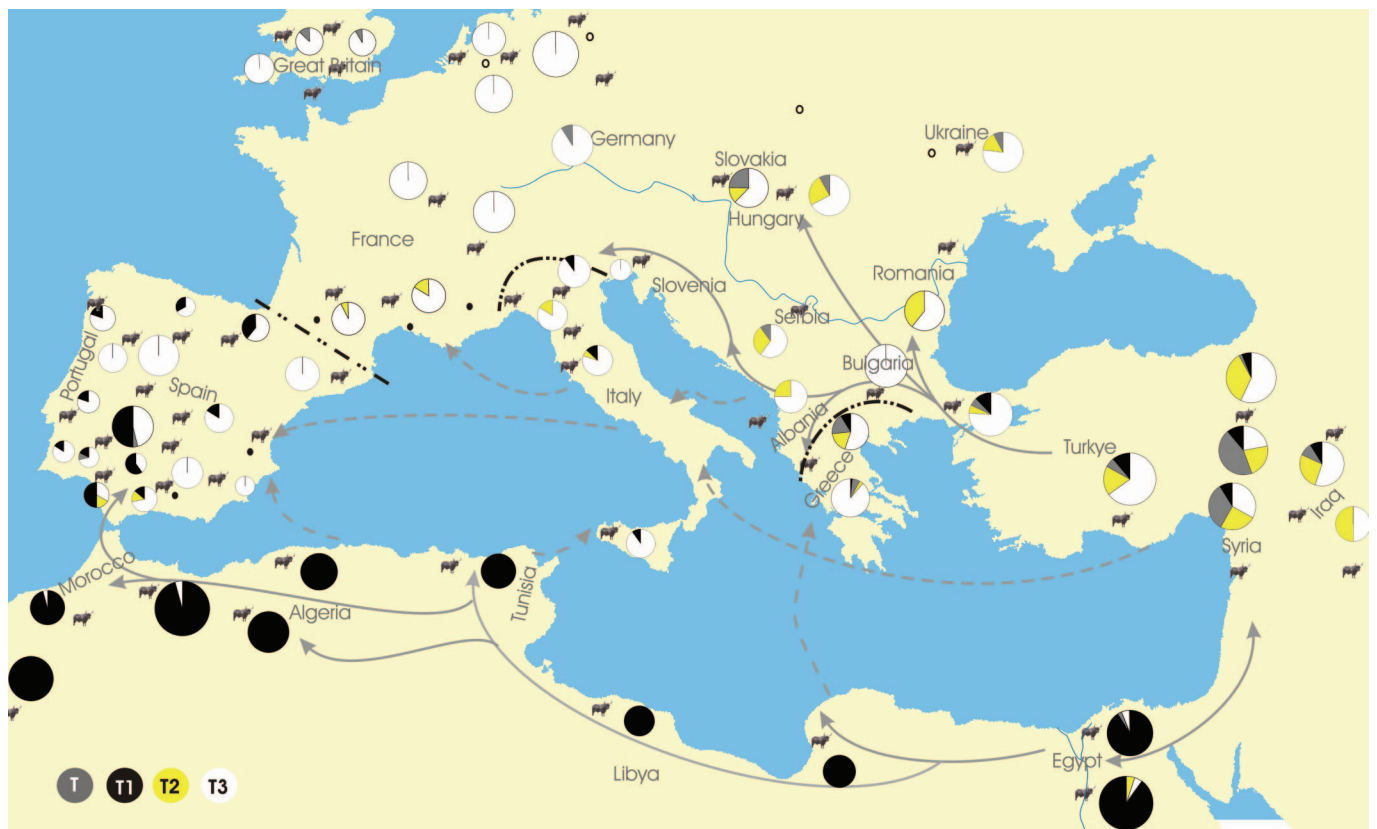 Great Britain
Germany
Ukraine
Slovakia
Hungary
France
Slovenia
Romania
Serbia
Bulgaria
Portugal
Spain
Italy
Albania
Greece
Turkye
Iraq
Syria
Morocco
Algeria
Tunisia
Libya
Egypt
T
T1
T2
T3